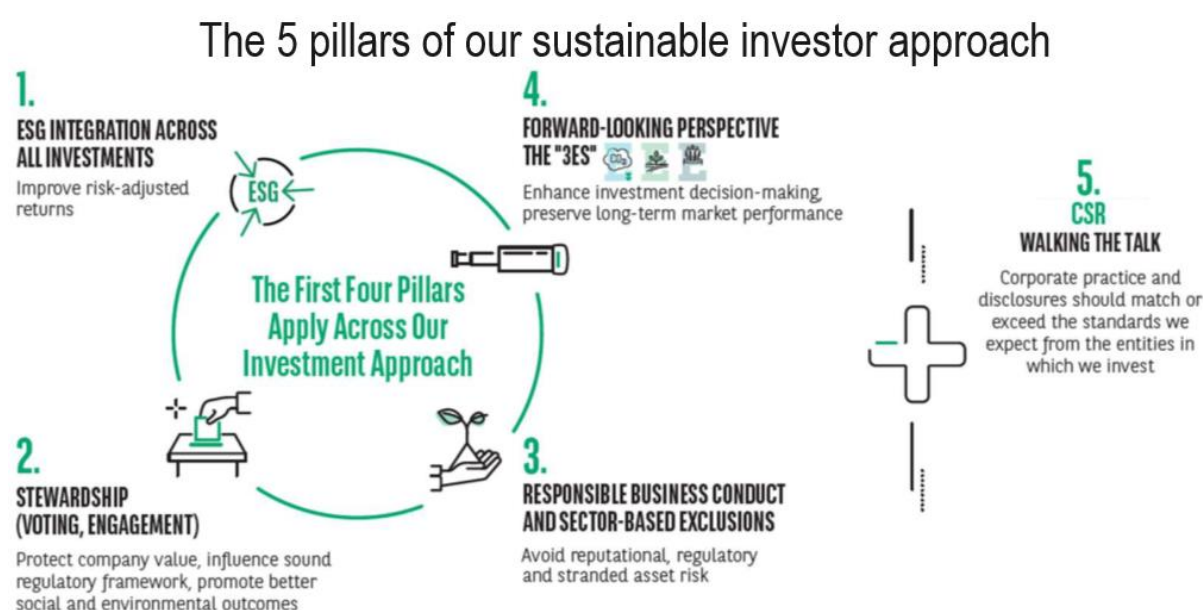 The 5 pillars of our sustainable investor approach
1.
ESG INTEGRATION ACROSS
ALL INVESTMENTS
Improve risk-adjusted
returns
ESG
4.
FORWARD-LOOKING PERSPECTIVE
THE "3ES"
CO₂
E E E
Enhance investment decision-making,
preserve long-term market performance
The First Four Pillars
Apply Across Our
Investment Approach
2.
STEWARDSHIP
(VOTING, ENGAGEMENT)
Protect company value, influence sound
regulatory framework, promote better
social and environmental outcomes
3.
RESPONSIBLE BUSINESS CONDUCT
AND SECTOR-BASED EXCLUSIONS
Avoid reputational, regulatory
and stranded asset risk
5.
CSR
WALKING THE TALK
Corporate practice and
disclosures should match or
exceed the standards we
expect from the entities in
which we invest